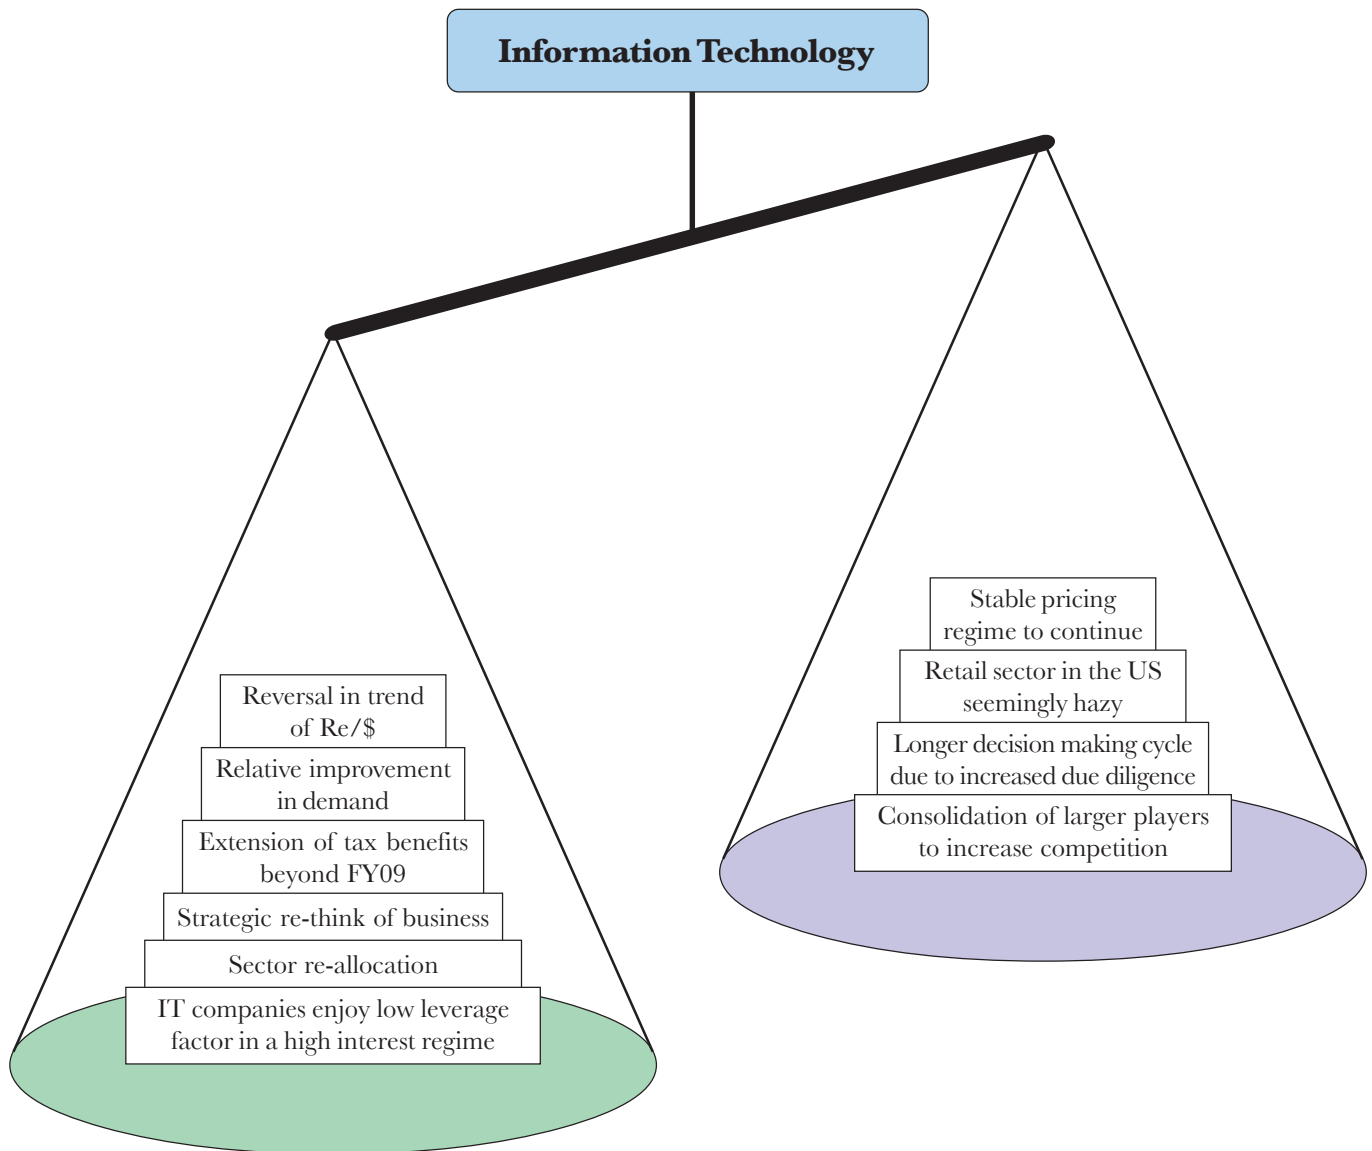 Information Technology
Reversal in trend
of Re/$
Relative improvement
in demand
Extension of tax benefits
beyond FY09
Strategic re-think of business
Sector re-allocation
IT companies enjoy low leverage
factor in a high interest regime
Stable pricing
regime to continue
Retail sector in the US
seemingly hazy
Longer decision making cycle
due to increased due diligence
Consolidation of larger players
to increase competition